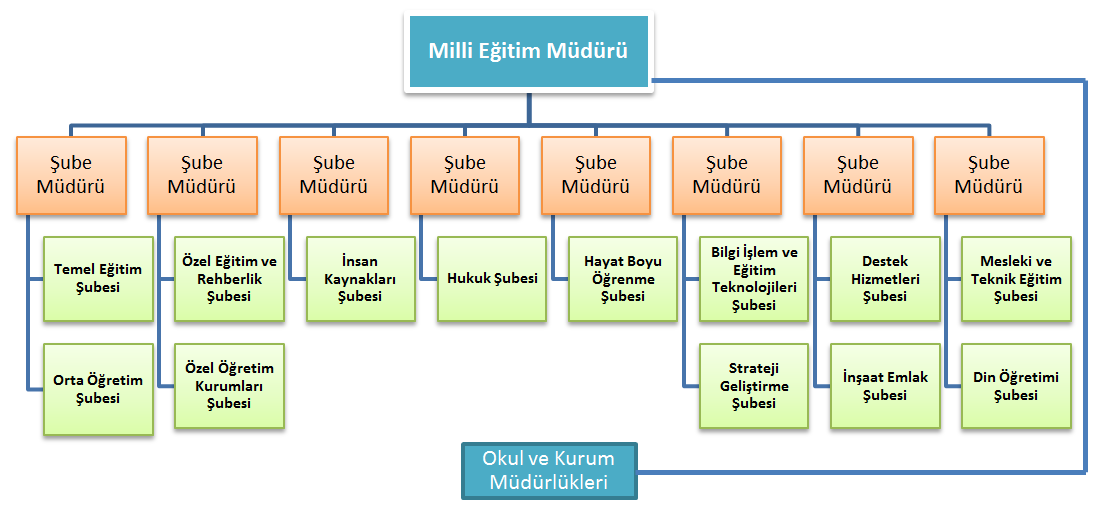 Milli Eğitim Müdürü
Şube
Müdürü
Şube
Müdürü
Şube
Müdürü
Şube
Müdürü
Şube
Müdürü
Şube
Müdürü
Şube
Müdürü
Şube
Müdürü
Temel Eğitim
Şubesi
Özel Eğitim ve
Rehberlik
Şubesi
İnsan
Kaynakları
Şubesi
Hukuk Şubesi
Hayat Boyu
Öğrenme
Şubesi
Bilgi İşlem ve
Eğitim
Teknolojileri
Şubesi
Destek
Hizmetleri
Şubesi
Mesleki ve
Teknik Eğitim
Şubesi
Orta Öğretim
Şubesi
Özel Öğretim
Kurumları
Şubesi
Strateji
Geliştirme
Şubesi
İnşaat Emlak
Şubesi
Din Öğretimi
Şubesi
Okul ve Kurum
Müdürlükleri